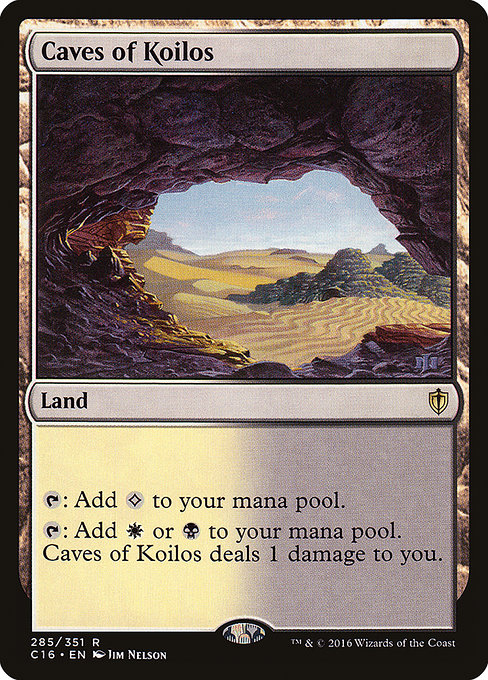 Caves of Koilos
Land
: Add to your mana pool.
: Add or to your mana pool.
Caves of Koilos deals 1 damage to you.
285/351 R
C16 • EN Jim Nelson
™ & © 2016 Wizards of the Coast